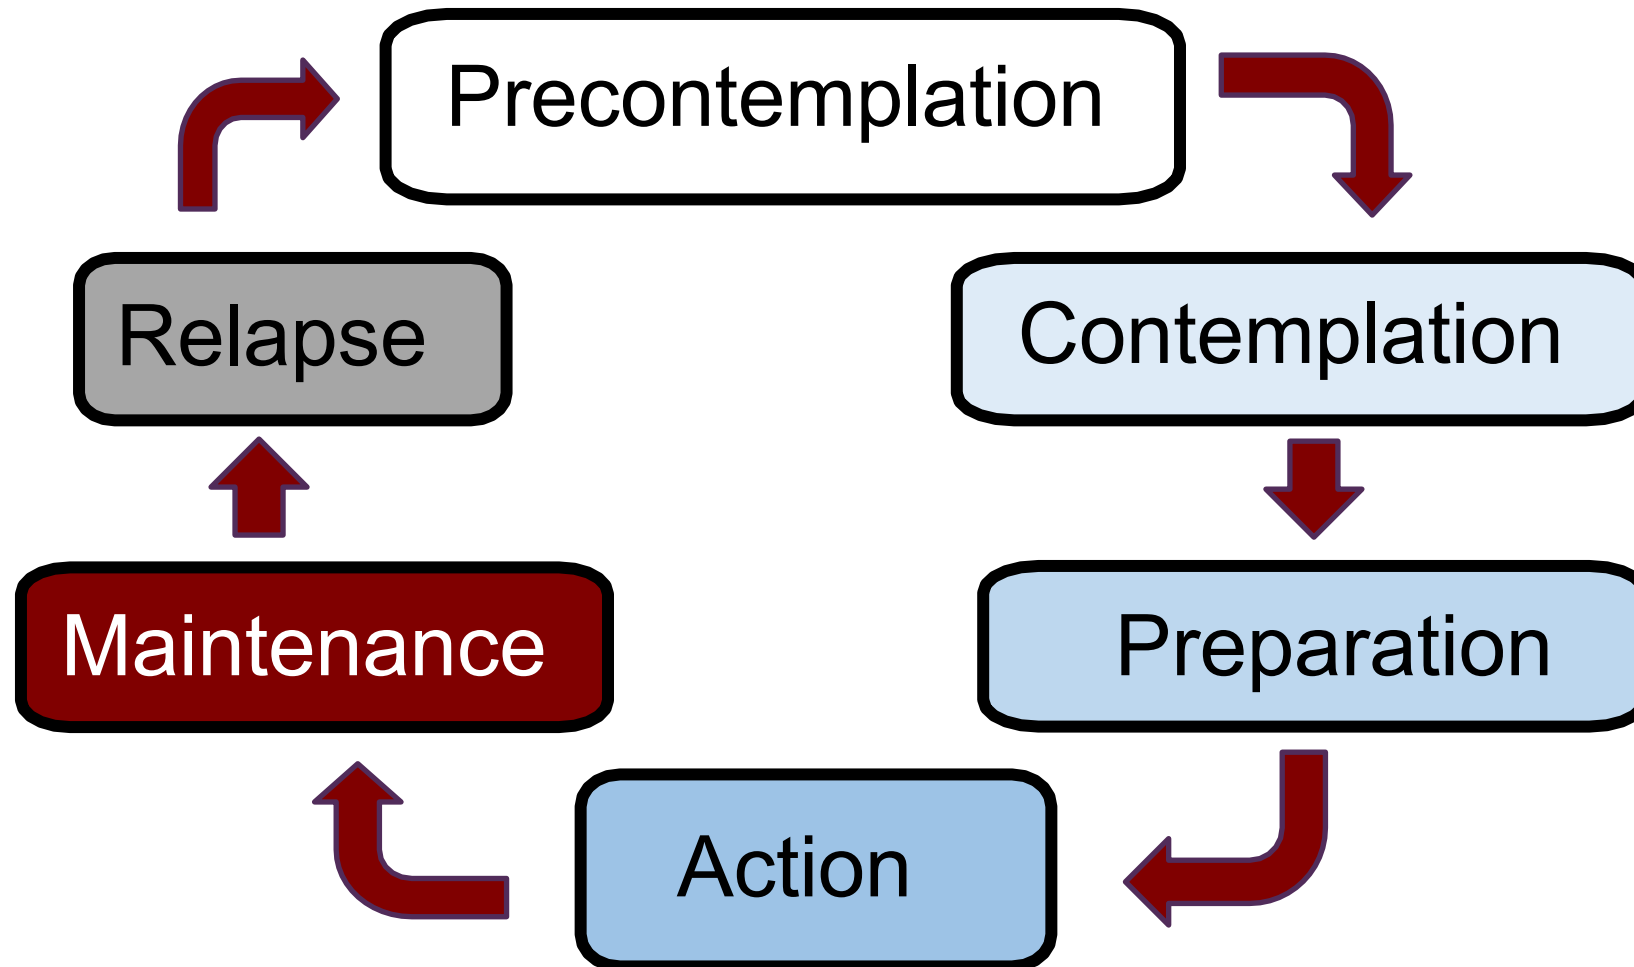 Precontemplation
Relapse
Contemplation
Maintenance
Preparation
Action